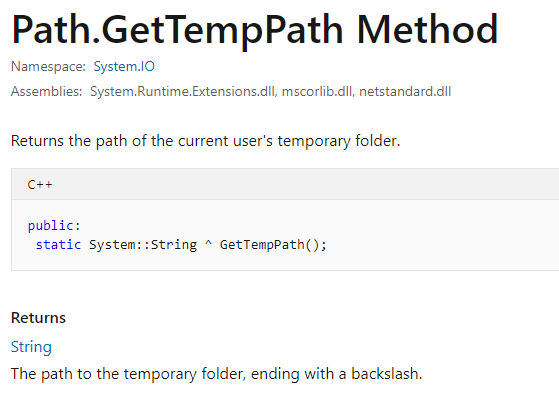 Path.GetTempPath Method
Namespace: System.IO
Assemblies: System.Runtime.Extensions.dll, mscorlib.dll, netstandard.dll
Returns the path of the current user's temporary folder.
C++
public:
 static System::String ^ GetTempPath();
Returns
String
The path to the temporary folder, ending with a backslash.